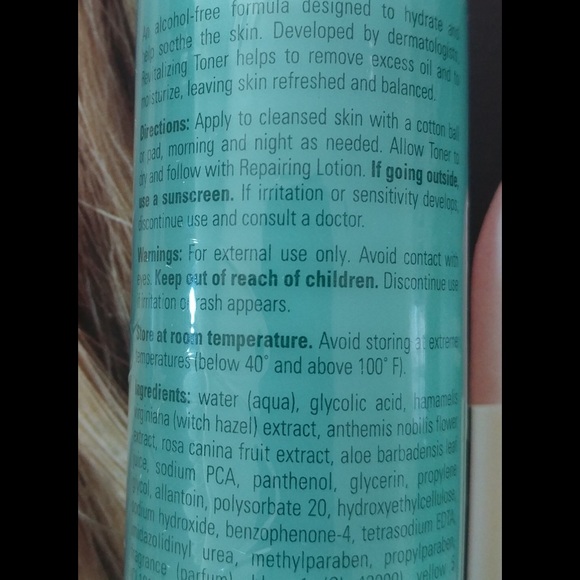 An alcohol-free formula designed to hydrate and
help soothe the skin. Developed by dermatologists,
Revitalizing Toner helps to remove excess oil and to
moisturize, leaving skin refreshed and balanced.
Directions: Apply to cleansed skin with a cotton ball
or pad, morning and night as needed. Allow Toner to
dry and follow with Repairing Lotion. If going outside,
use a sunscreen. If irritation or sensitivity develops,
discontinue use and consult a doctor.
Warnings: For external use only. Avoid contact with
eyes. Keep out of reach of children. Discontinue use
if irritation or rash appears.
Store at room temperature. Avoid storing at extreme
temperatures (below 40° and above 100° F).
Ingredients: water (aqua), glycolic acid, hamamelis
virginiana (witch hazel) extract, anthemis nobilis flower
extract, rosa canina fruit extract, aloe barbadensis leaf
juice, sodium PCA, panthenol, glycerin, propylene
glycol, allantoin, polysorbate 20, hydroxyethylcellulose,
sodium hydroxide, benzophenone-4, tetrasodium EDTA,
imidazolidinyl urea, methylparaben, propylparaben,
fragrance (parfum), yellow 5